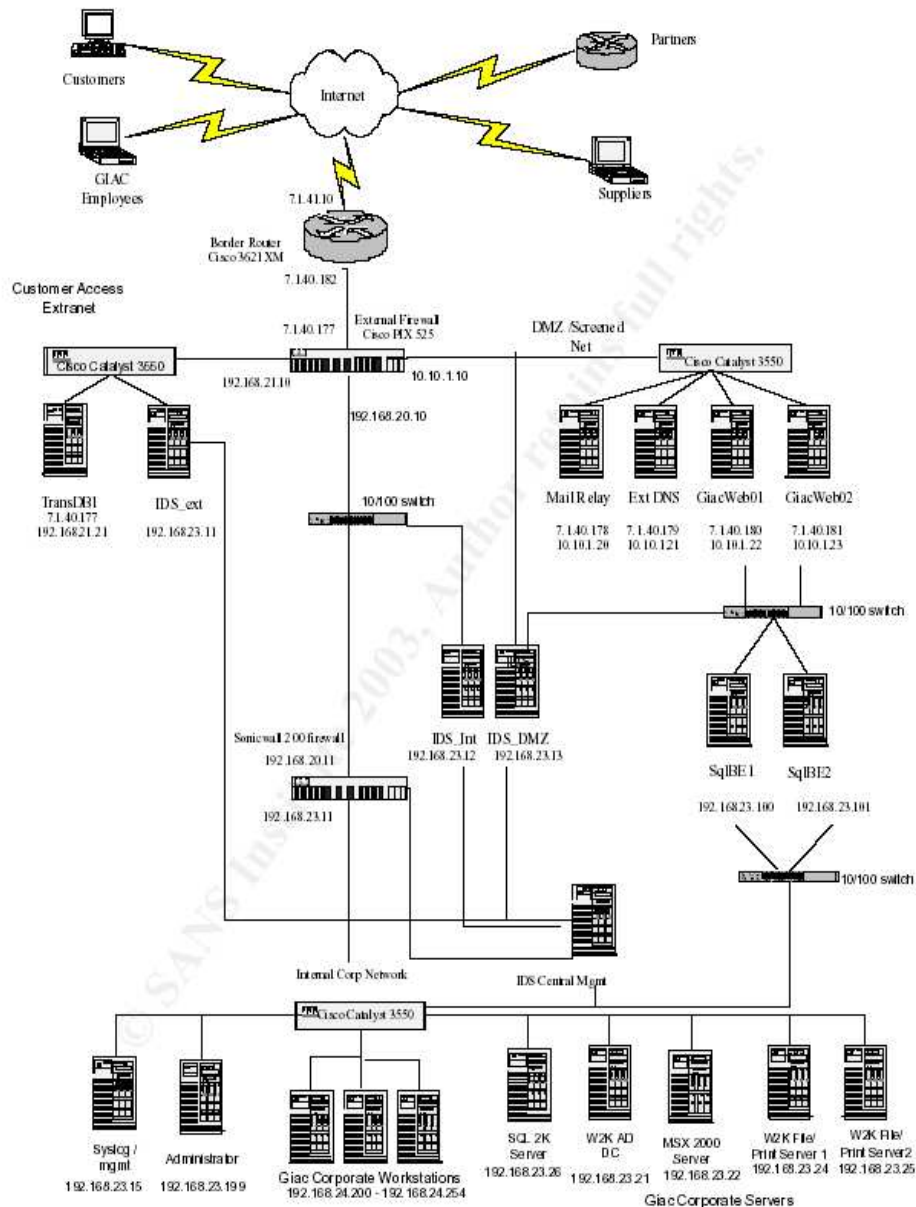 Customers
Partners
Internet
GIAC
Employees
Suppliers
7.1.41.10
Border Router
Cisco 3621 XM
7.1.40.182
Customer Access
Extranet
7.1.40.177
External Firewall
Cisco PIX 525
DMZ /Screened
Net
Cisco Catalyst 3550
Cisco Catalyst 3550
192.168.21.10
10.10.1.10
192.168.20.10
TransDB1
7.1.40.177
192.168.21.21
IDS_ext
192.168.23.11
10/100 switch
Mail Relay
7.1.40.178
10.10.1.20
Ext DNS
7.1.40.179
10.10.1.21
GiacWeb01
7.1.40.180
10.10.1.22
GiacWeb02
7.1.40.181
10.10.1.23
10/100 switch
IDS_Int
192.168.23.12
IDS_DMZ
192.168.23.13
SqlBE1
192.168.23.100
SqlBE2
192.168.23.101
Sonicwall 200 firewall
192.168.20.11
192.168.23.11
10/100 switch
Internal Corp Network
IDS Central Mgmt
Cisco Catalyst 3550
Syslog /
mgmt
192.168.23.15
Administrator
192.168.23.199
Giac Corporate Workstations
192.168.24.200 - 192.168.24.254
SQL 2K
Server
192.168.23.26
W2K AD
DC
192.168.23.21
MSX 2000
Server
192.168.23.22
W2K File/
Print Server 1
192.168.23.24
W2K File/
Print Server2
192.168.23.25
Giac Corporate Servers
© SANS Institute 2003, Author retains full rights.